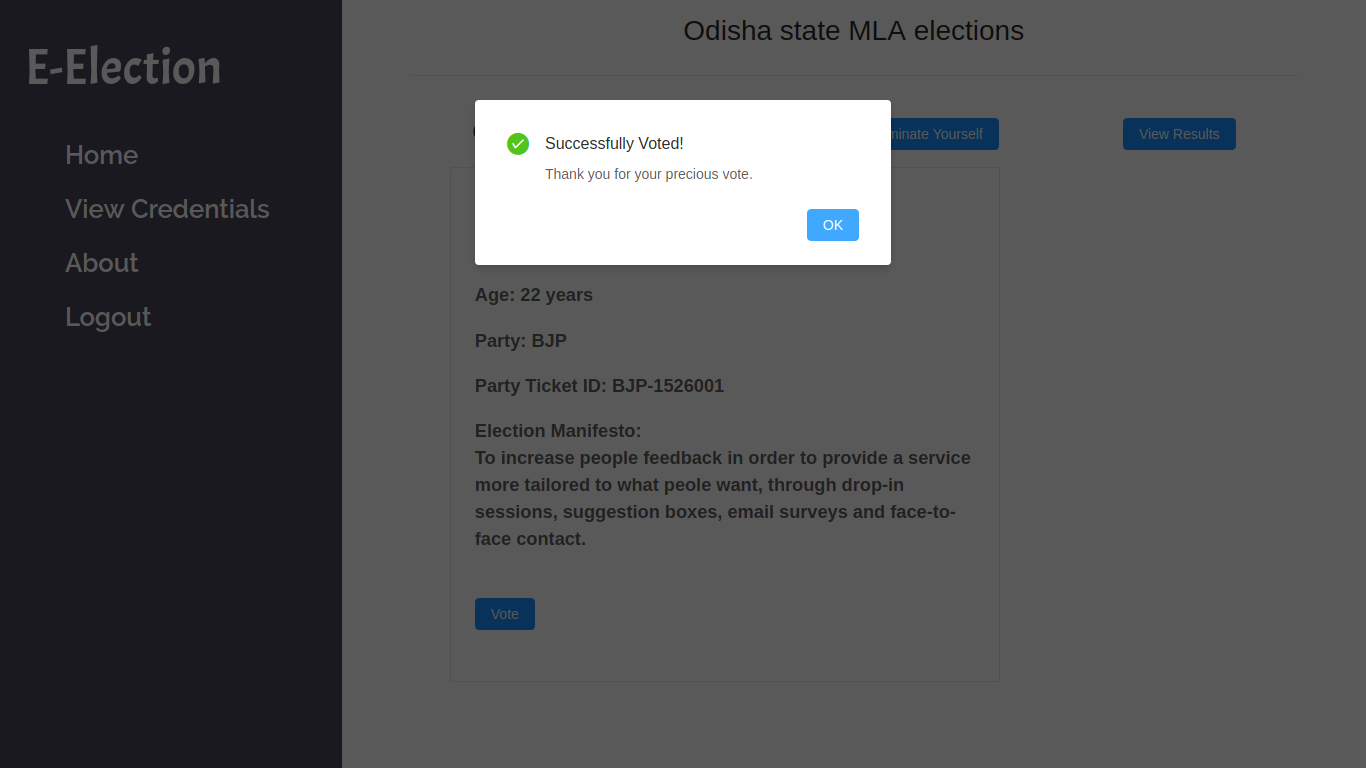 E-Election
Home
View Credentials
About
Logout
Odisha state MLA elections
Yourself
View Results
Successfully Voted!
Thank you for your precious vote.
OK
Age: 22 years
Party: BJP
Party Ticket ID: BJP-1526001
Election Manifesto:
To increase people feedback in order to provide a service
more tailored to what peole want, through drop-in
sessions, suggestion boxes, email surveys and face-to-
face contact.
Vote